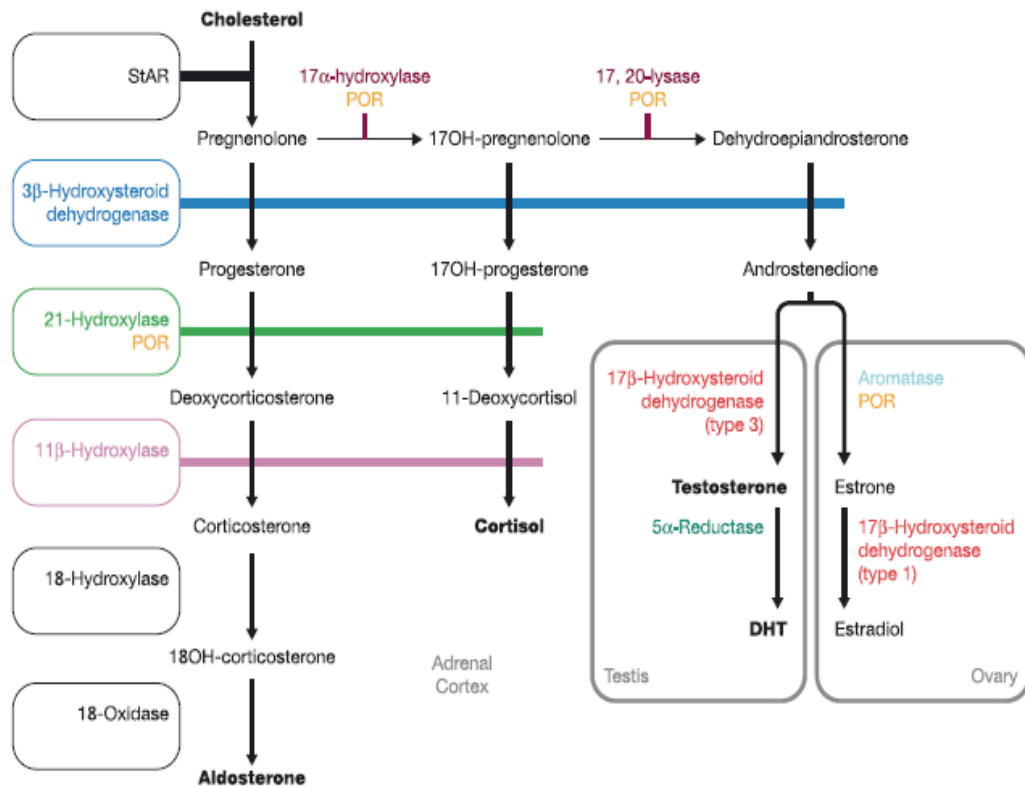 Cholesterol
StAR
17α-hydroxylase
POR
17, 20-lysase
POR
Pregnenolone
17OH-pregnenolone
Dehydroepiandrosterone
3β-Hydroxysteroid
dehydrogenase
Progesterone
17OH-progesterone
Androstenedione
21-Hydroxylase
POR
Deoxycorticosterone
11-Deoxycortisol
17β-Hydroxysteroid
dehydrogenase
(type 3)
Aromatase
POR
11β-Hydroxylase
Testosterone
Estrone
Corticosterone
Cortisol
5α-Reductase
17β-Hydroxysteroid
dehydrogenase
(type 1)
18-Hydroxylase
DHT
Estradiol
18OH-corticosterone
Adrenal
Cortex
Testis
Ovary
18-Oxidase
Aldosterone